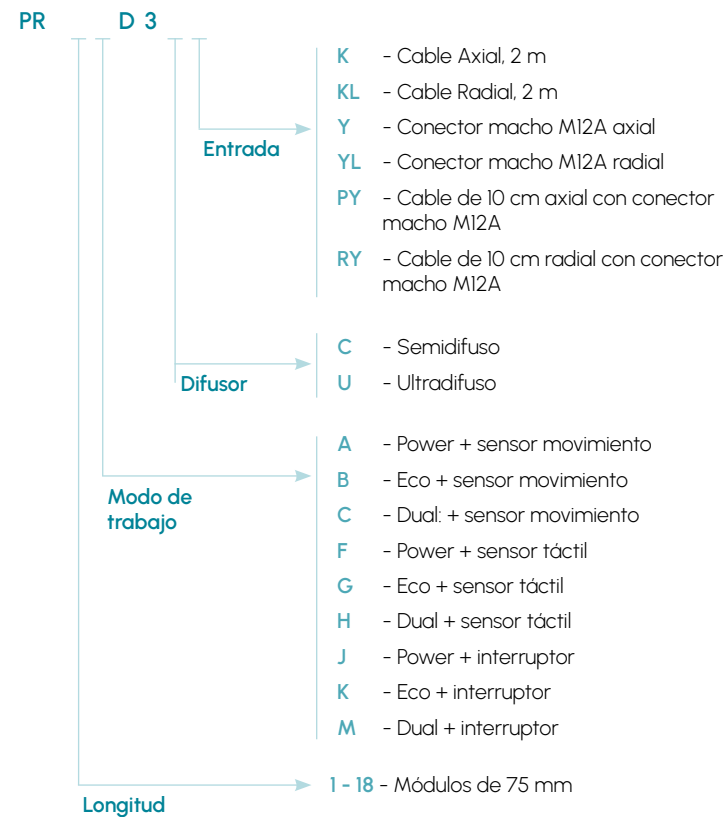 PR D 3
K - Cable Axial, 2 m
KL - Cable Radial, 2 m
Y - Conector macho M12A axial
Entrada
YL - Conector macho M12A radial
PY - Cable de 10 cm axial con conector
macho M12A
RY - Cable de 10 cm radial con conector
macho M12A
C - Semidifuso
Difusor
U - Ultradifuso
A - Power + sensor movimiento
B - Eco + sensor movimiento
Modo de
trabajo
C - Dual: + sensor movimiento
F - Power + sensor táctil
G - Eco + sensor táctil
H - Dual + sensor táctil
J - Power + interruptor
K - Eco + interruptor
M - Dual + interruptor
1 - 18 - Módulos de 75 mm
Longitud